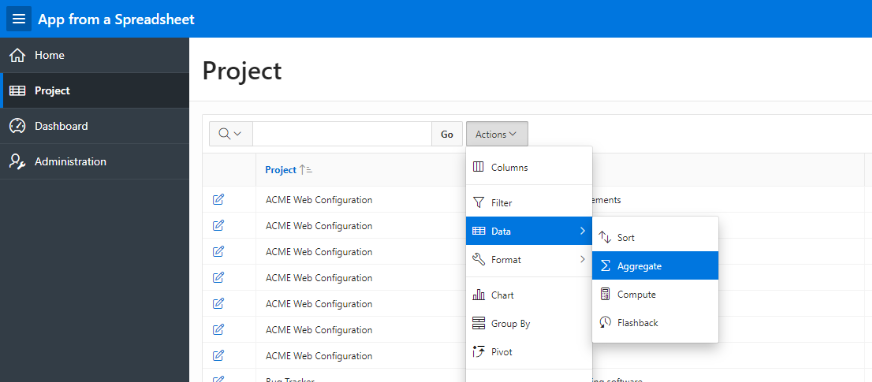 App from a Spreadsheet
Home
Project
Dashboard
Administration
Project
Go
Actions
Columns
Filter
Data
Format
Chart
Group By
Pivot
Sort
Aggregate
Compute
Flashback
Project
ements
ACME Web Configuration
ACME Web Configuration
ACME Web Configuration
ACME Web Configuration
ACME Web Configuration
ACME Web Configuration
ACME Web Configuration
Bug Tracker
ing software